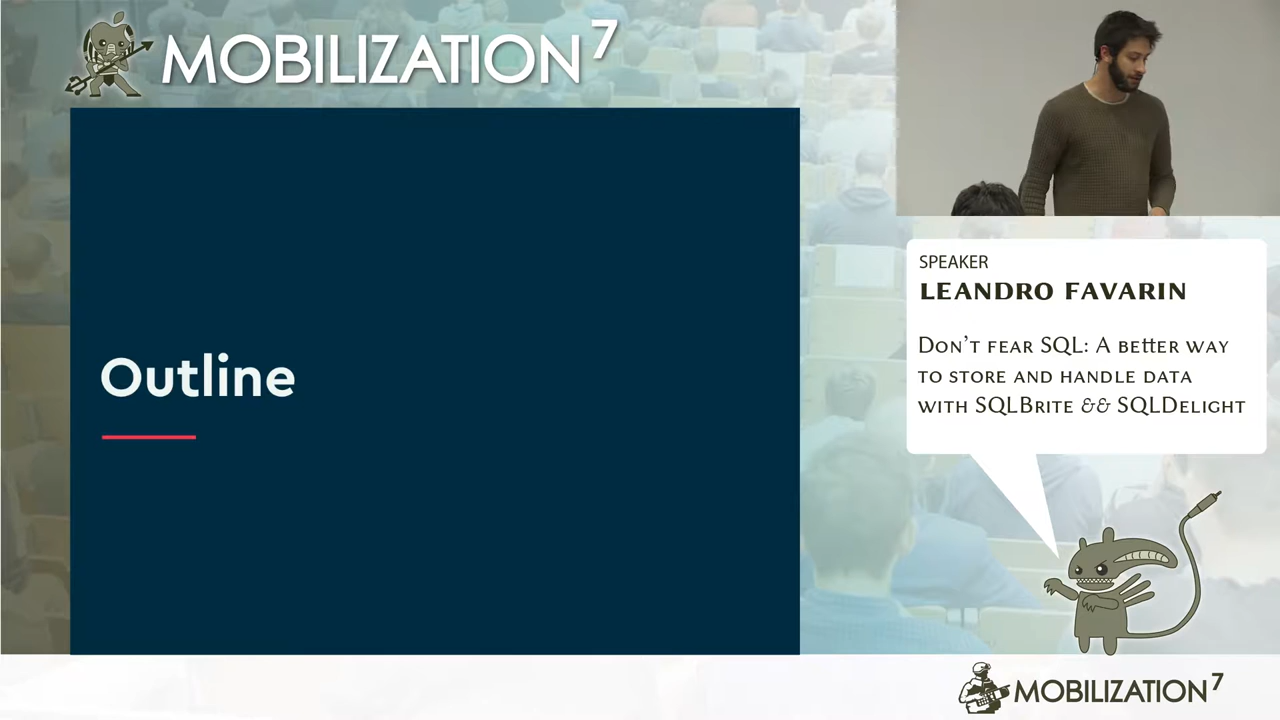 MOBILIZATION 7
Outline
SPEAKER
LEANDRO FAVARIN
DON'T FEAR SQL: A BETTER WAY
TO STORE AND HANDLE DATA
WITH SQLBRITE && SQLDELIGHT
MOBILIZATION 7